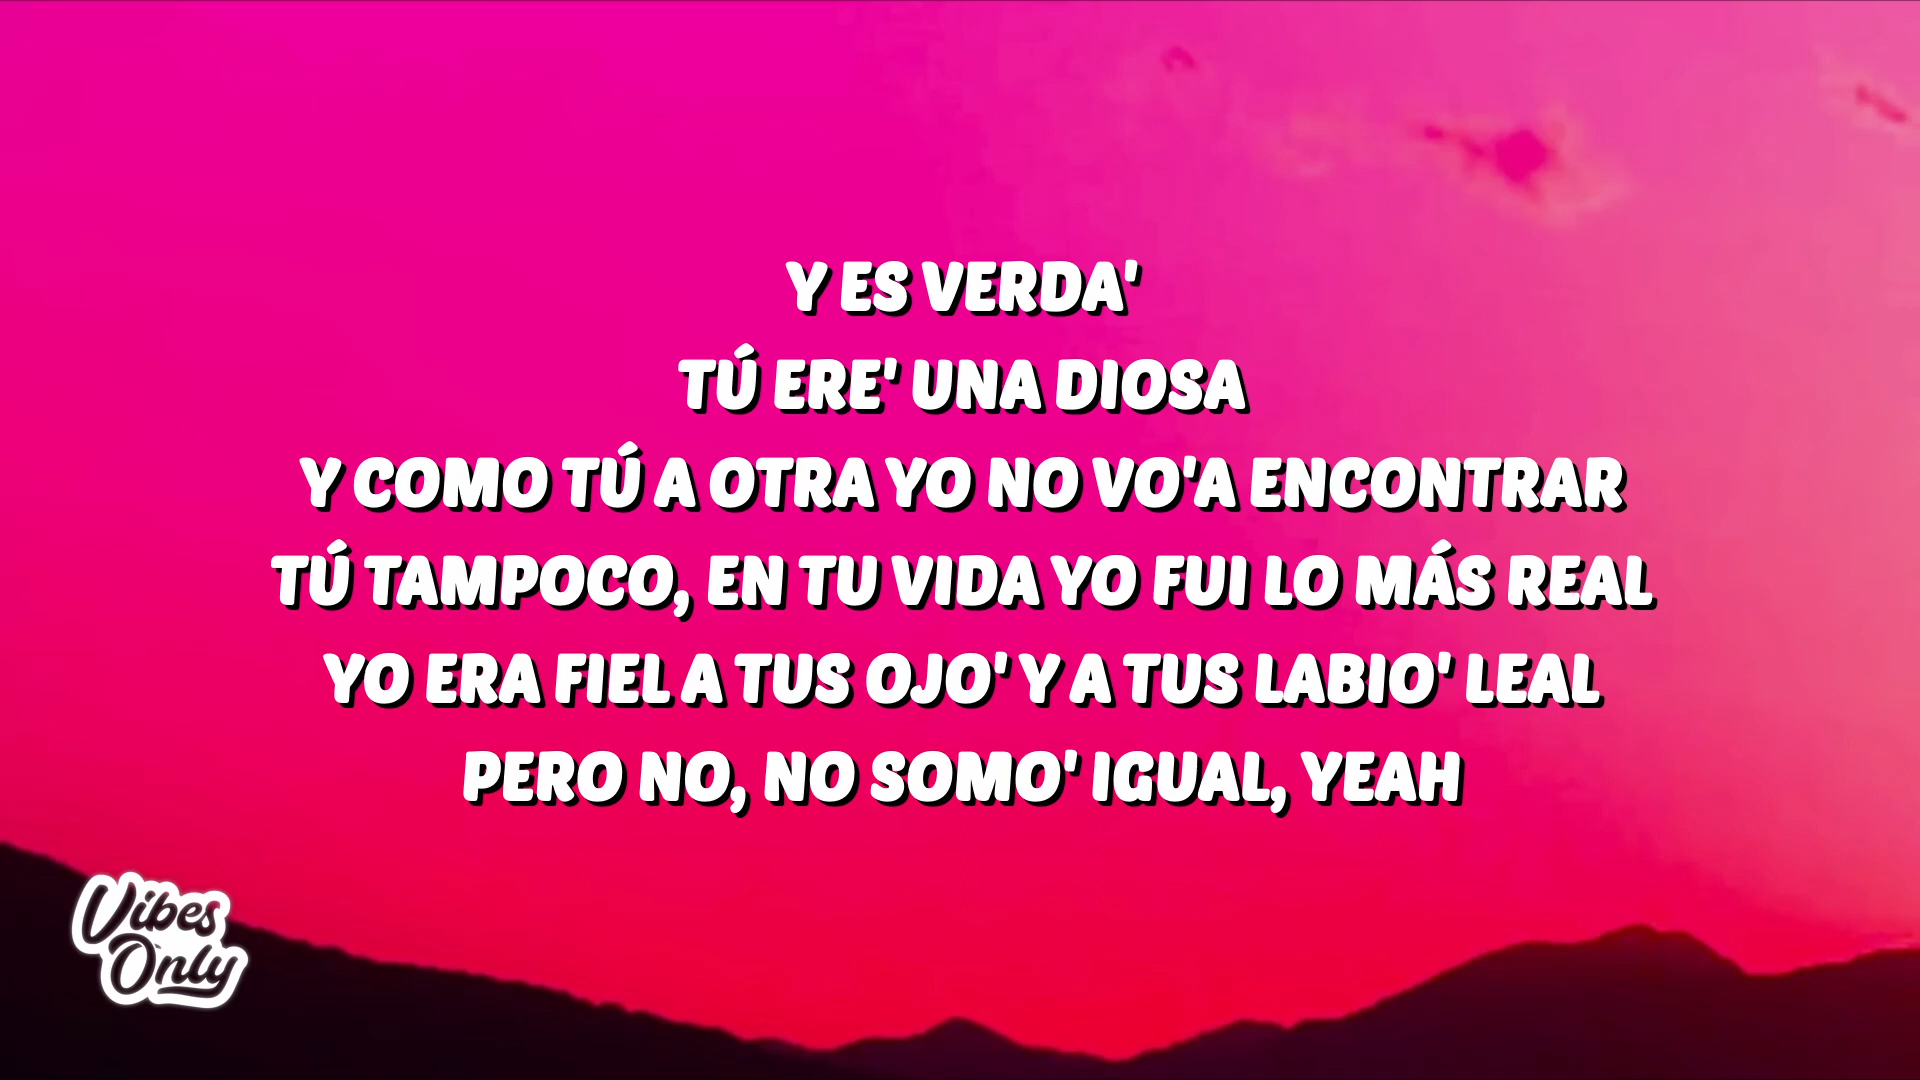 Y ES VERDA'
TÚ ERE' UNA DIOSA
Y COMO TÚ A OTRA YO NO VO'A ENCONTRAR
TÚ TAMPOCO, EN TU VIDA YO FUI LO MÁS REAL
YO ERA FIEL A TUS OJO' Y A TUS LABIO' LEAL
PERO NO, NO SOMO' IGUAL, YEAH
Vibes
Only